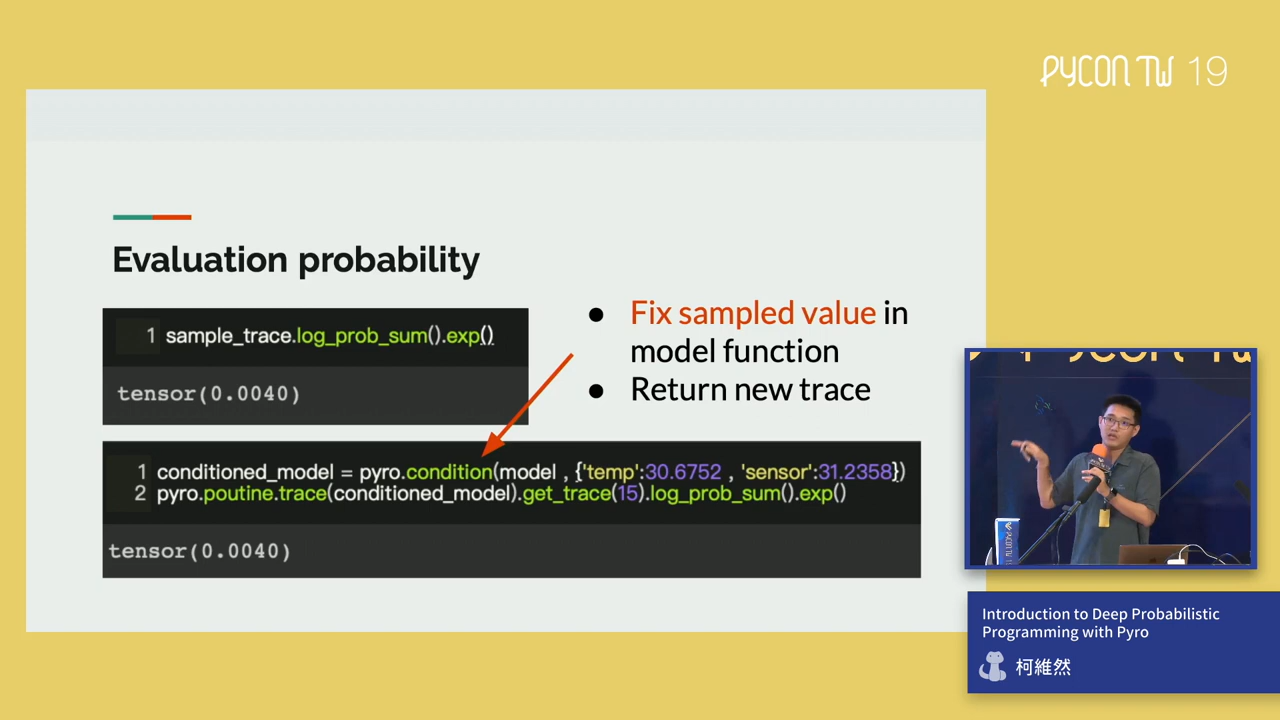 PYCON TW 19
Evaluation probability
1 sample_trace.log_prob_sum().exp()
tensor(0.0040)
● Fix sampled value in
model function
● Return new trace
1 conditioned_model = pyro.condition(model , {'temp':30.6752 , 'sensor':31.2358})
2 pyro.poutine.trace(conditioned_model).get_trace(15).log_prob_sum().exp()
tensor(0.0040)
Introduction to Deep Probabilistic
Programming with Pyro
柯維然